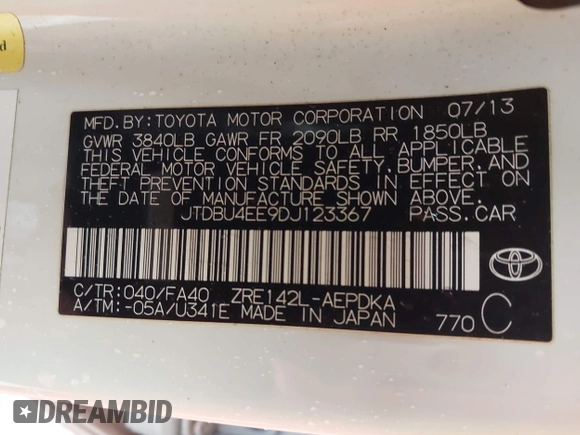 d
MFD.BY:TOYOTA MOTOR CORPORATION 07/13
GVWR 3840LB GAWR FR 2090LB RR 1850LB
THIS VEHICLE CONFORMS TO ALL APPLICABLE
FEDERAL MOTOR VEHICLE SAFETY,BUMPER,AND
THEFT PREVENTION STANDARDS IN EFFECT ON
THE DATE OF MANUFACTURE SHOWN ABOVE.
JTDBU4EE9DJ123367 PASS.CAR
C/TR:040/FA40 ZRE142L-AEPDKA
A/TM:-05A/U341E MADE IN JAPAN 770 C
DREAMBID